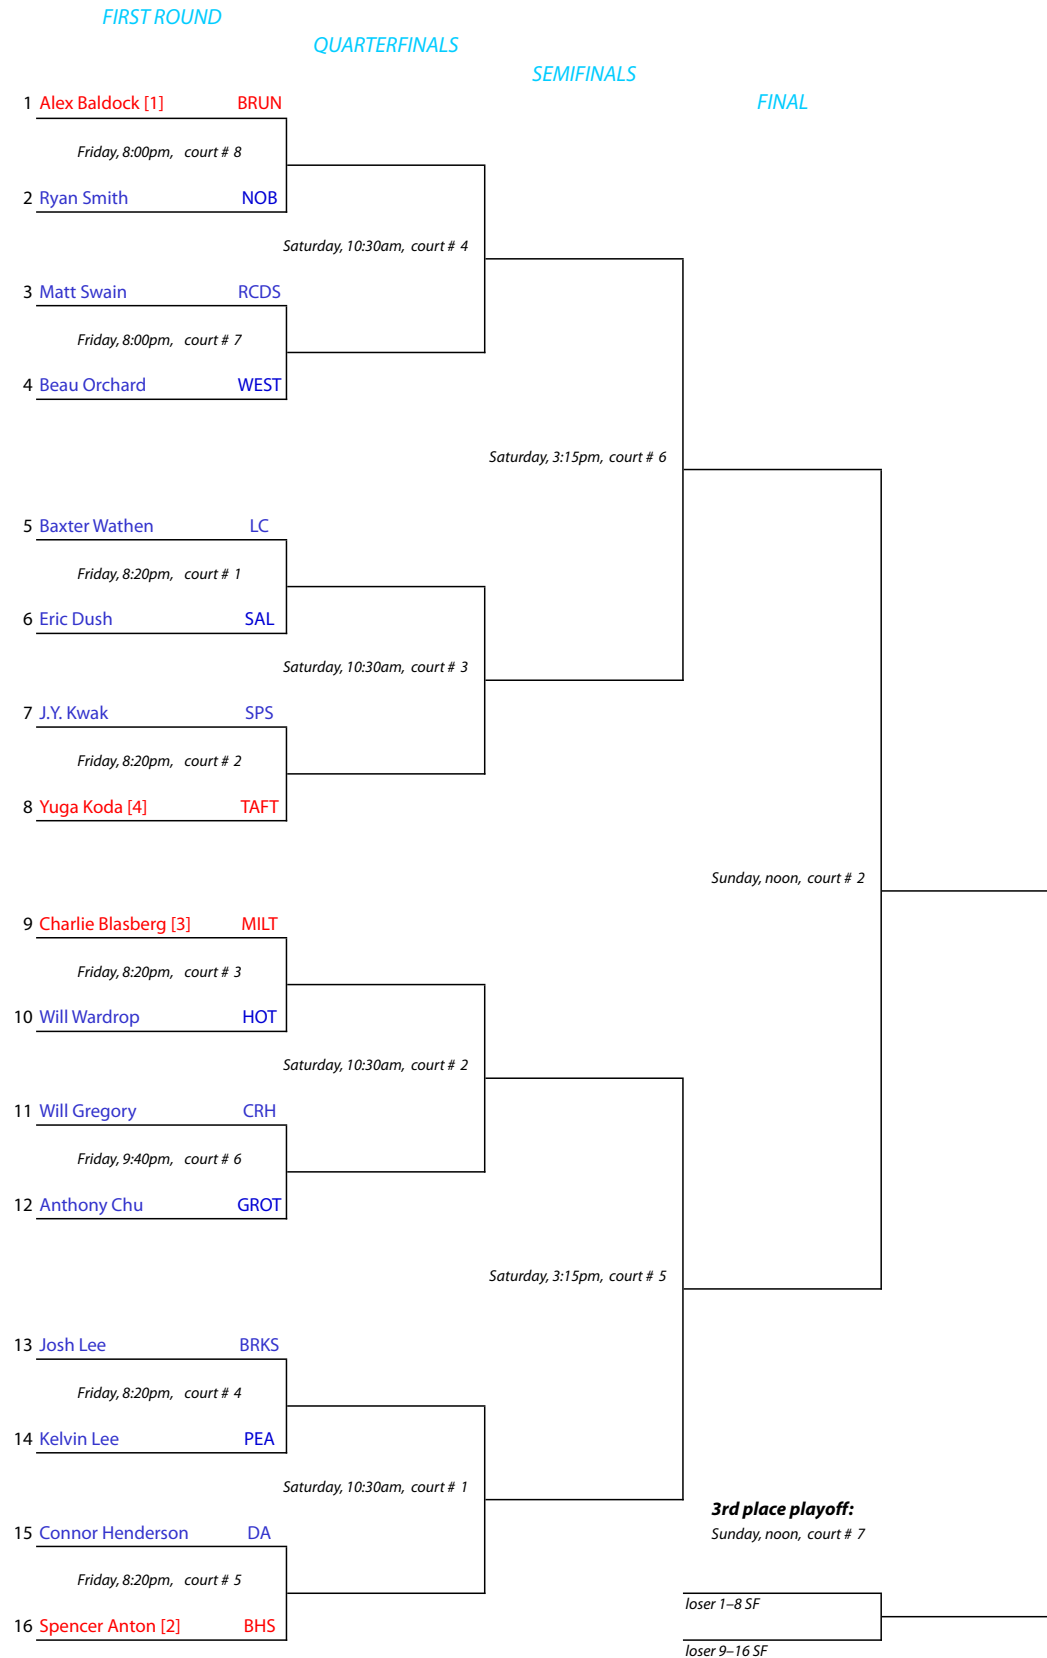 FIRST ROUND
QUARTERFINALS
SEMIFINALS
FINAL
1 Alex Baldock [1] BRUN
Friday, 8:00pm, court # 8
2 Ryan Smith NOB
Saturday, 10:30am, court # 4
3 Matt Swain RCDS
Friday, 8:00pm, court # 7
4 Beau Orchard WEST
Saturday, 3:15pm, court # 6
5 Baxter Wathen LC
Friday, 8:20pm, court # 1
6 Eric Dush SAL
Saturday, 10:30am, court # 3
7 J.Y. Kwak SPS
Friday, 8:20pm, court # 2
8 Yuga Koda [4] TAFT
Sunday, noon, court # 2
9 Charlie Blasberg [3] MILT
Friday, 8:20pm, court # 3
10 Will Wardrop HOT
Saturday, 10:30am, court # 2
11 Will Gregory CRH
Friday, 9:40pm, court # 6
12 Anthony Chu GROT
Saturday, 3:15pm, court # 5
13 Josh Lee BRKS
Friday, 8:20pm, court # 4
14 Kelvin Lee PEA
Saturday, 10:30am, court # 1
3rd place playoff:
15 Connor Henderson DA
Sunday, noon, court # 7
Friday, 8:20pm, court # 5
loser 1–8 SF
16 Spencer Anton [2] BHS
loser 9–16 SF